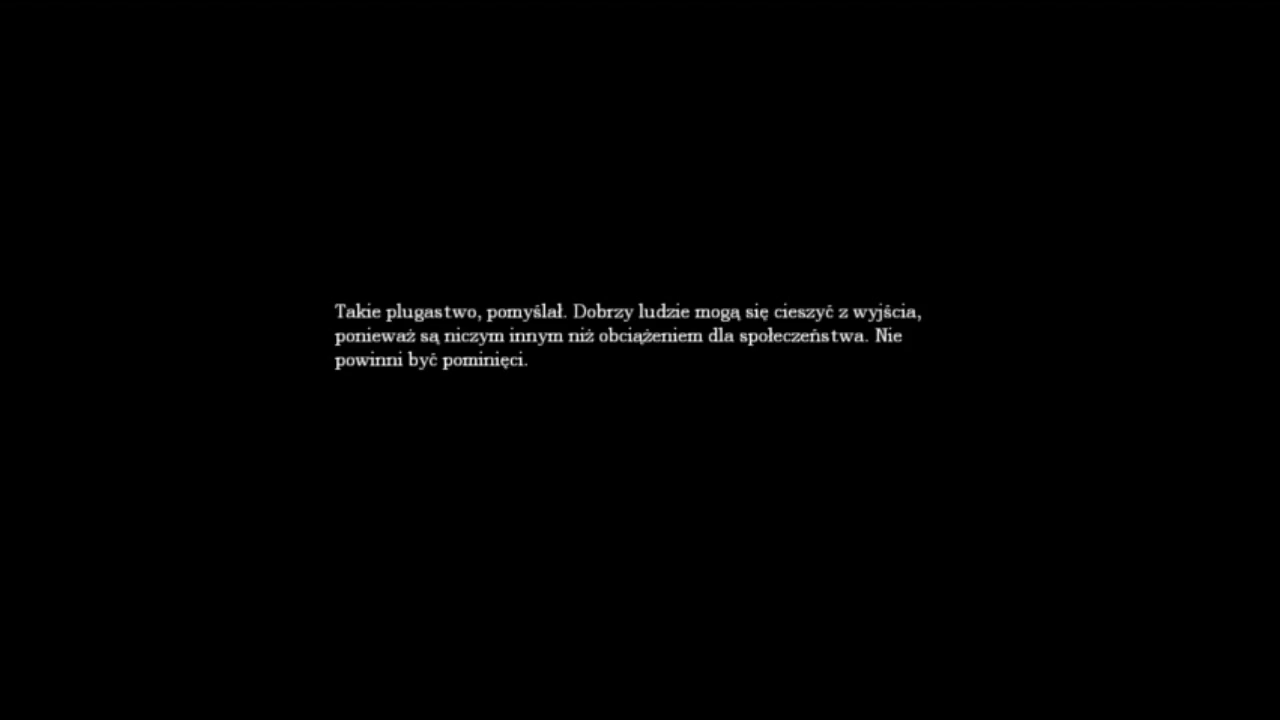 Takie plugastwo, pomyślał. Dobrzy ludzie mogą się cieszyć z wyjścia,
ponieważ są niczym innym niż obciążeniem dla społeczeństwa. Nie
powinni być pominięci.